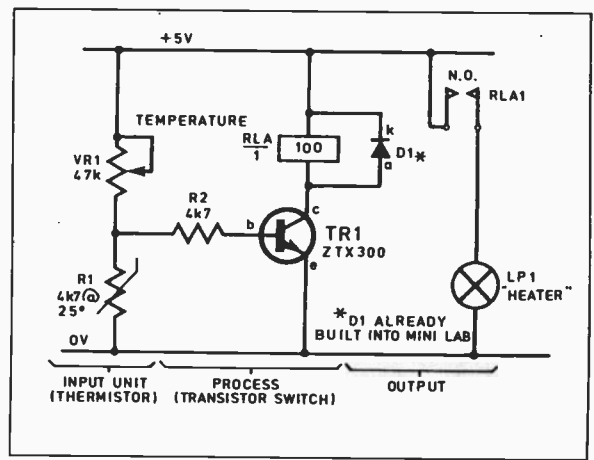 +5V
N.O.
RLA1
TEMPERATURE
VR1
47k
RLA
1
100
k
D1*
a
R2
4k7
b
c
e
TR1
ZTX300
R1
4k7@
25°
LP1
"HEATER"
*D1 ALREADY
BUILT INTO MINI LAB
0V
INPUT UNIT
(THERMISTOR)
PROCESS
(TRANSISTOR SWITCH)
OUTPUT